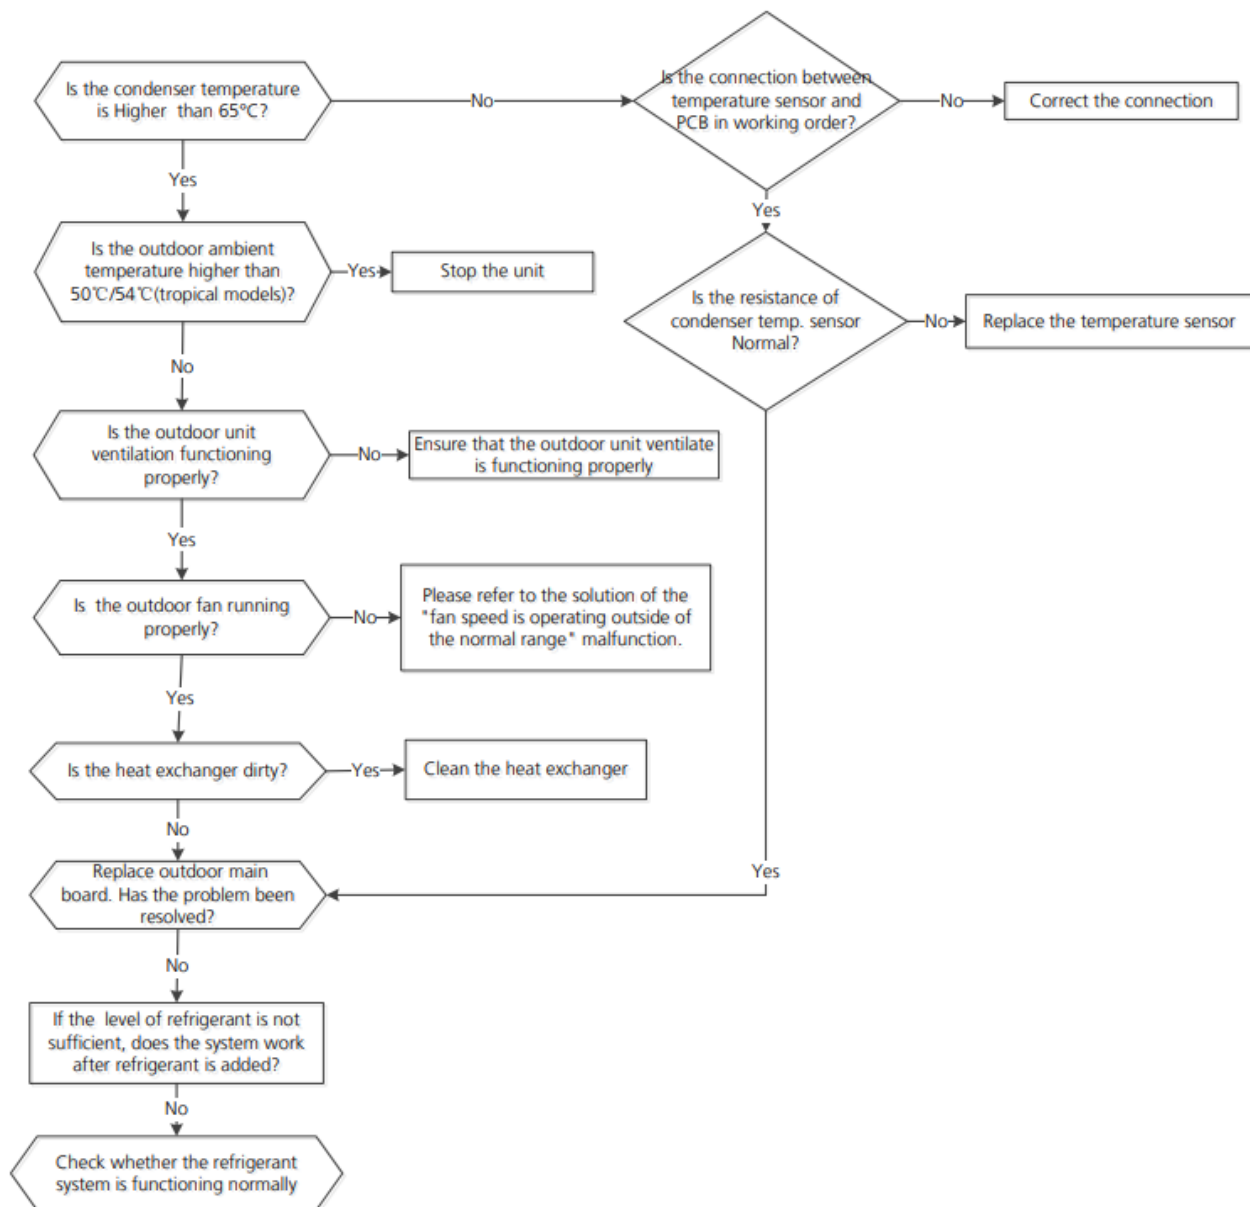 Is the condenser temperature
is Higher than 65℃?
No
Is the connection between
temperature sensor and
PCB in working order?
No
Correct the connection
Yes
Yes
Is the outdoor ambient
temperature higher than
50℃/54℃(tropical models)?
Yes
Stop the unit
Is the resistance of
condenser temp. sensor
Normal?
No
Replace the temperature sensor
No
Is the outdoor unit
ventilation functioning
properly?
No
Ensure that the outdoor unit ventilate
is functioning properly
Yes
Is the outdoor fan running
properly?
No
Please refer to the solution of the
"fan speed is operating outside of
the normal range" malfunction.
Yes
Is the heat exchanger dirty?
Yes
Clean the heat exchanger
No
Yes
Replace outdoor main
board. Has the problem been
resolved?
No
If the level of refrigerant is not
sufficient, does the system work
after refrigerant is added?
No
Check whether the refrigerant
system is functioning normally